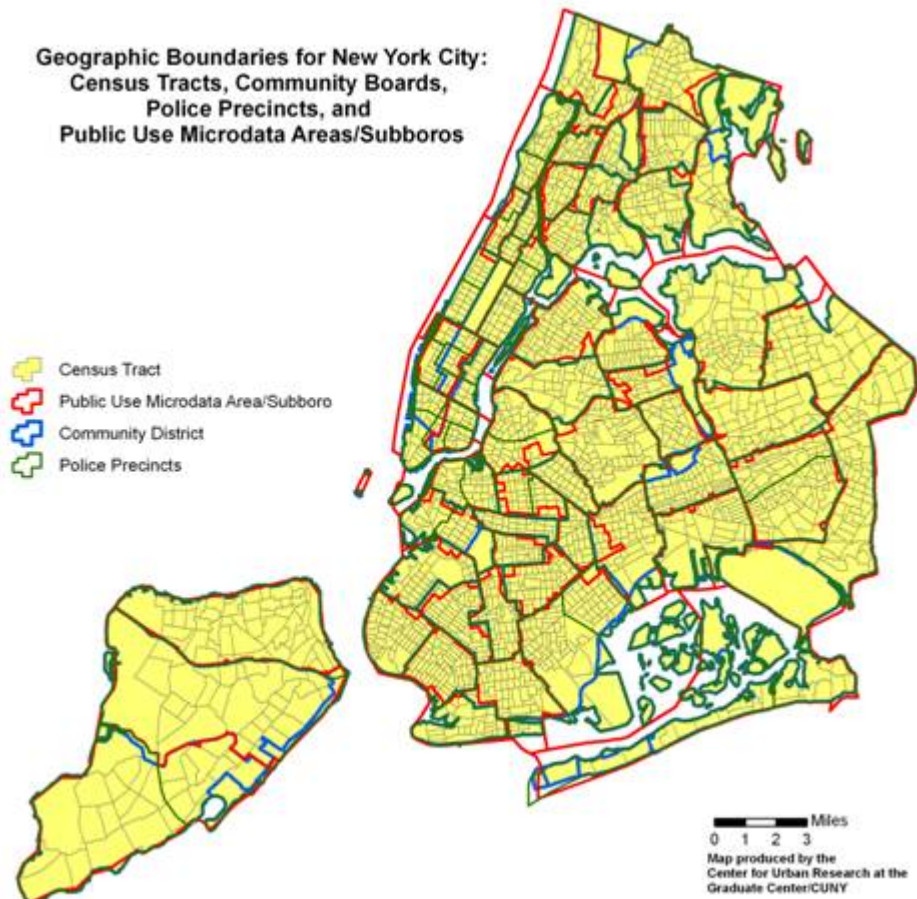 Geographic Boundaries for New York City:
Census Tracts, Community Boards,
Police Precincts, and
Public Use Microdata Areas/Subboros
Census Tract
Public Use Microdata Area/Subboro
Community District
Police Precincts
Miles
0 1 2 3
Map produced by the
Center for Urban Research at the
Graduate Center/CUNY